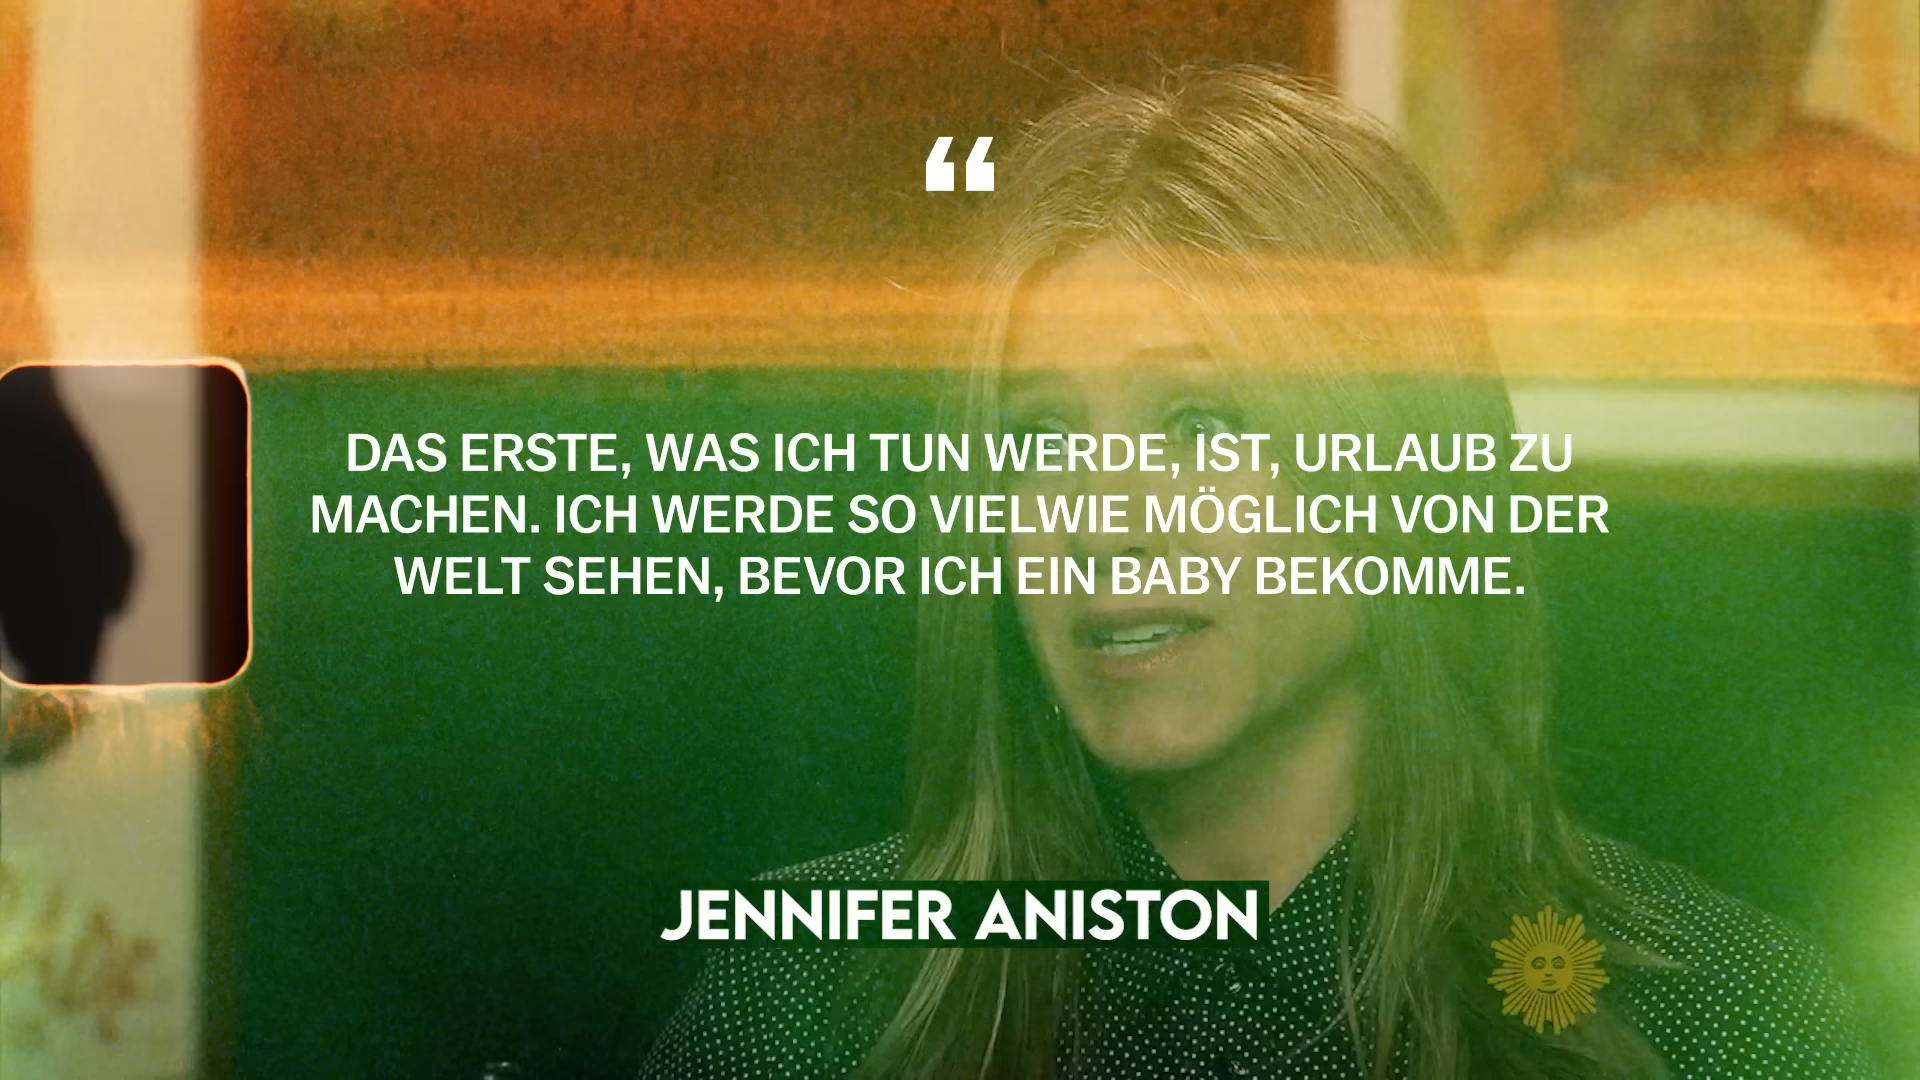 “
DAS ERSTE, WAS ICH TUN WERDE, IST, URLAUB ZU
MACHEN. ICH WERDE SO VIELWIE MÖGLICH VON DER
WELT SEHEN, BEVOR ICH EIN BABY BEKOMME.
JENNIFER ANISTON